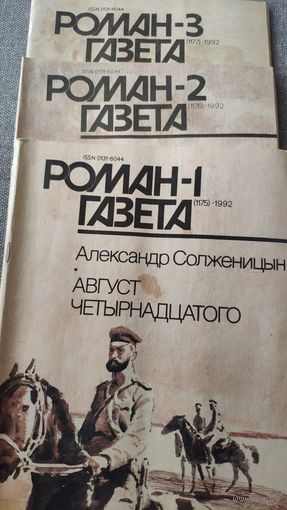 ISSN 0131-6044
РОМАН-3
ГАЗЕТА
(1177)·1992
ISSN 0131-6044
РОМАН-2
ГАЗЕТА
(1176)·1992
ISSN 0131-6044
РОМАН-1
ГАЗЕТА
(1175)·1992
Александр Солженицын
АВГУСТ
ЧЕТЫРНАДЦАТОГО